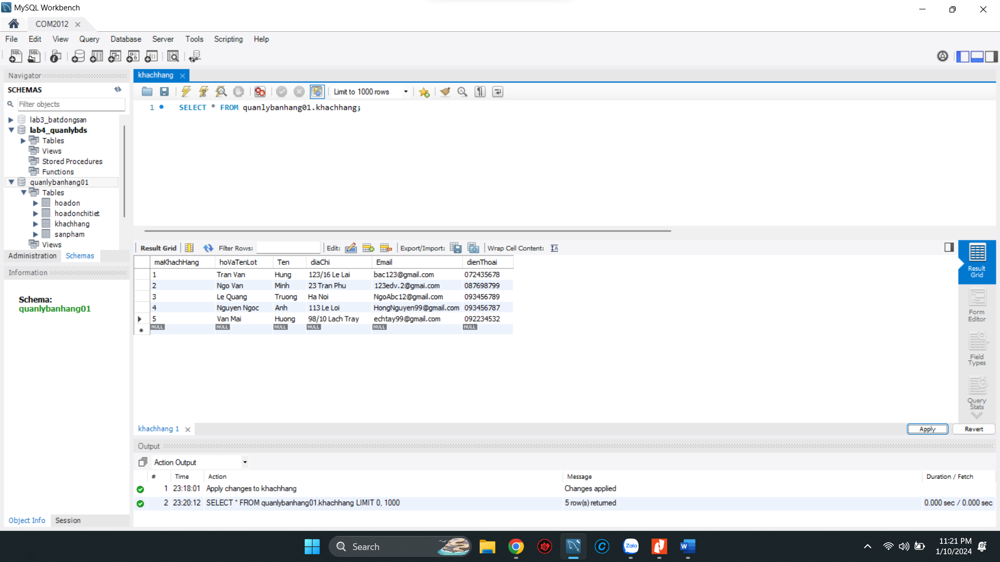 MySQL Workbench
COM2012
File Edit View Query Database Server Tools Scripting Help
Navigator
khachhang
SCHEMAS
Limit to 1000 rows
Filter objects
1 SELECT * FROM quanlybanhang01.khachhang;
lab3_batdongsan
lab4_quanlybds
Tables
Views
Stored Procedures
Functions
quanlybanhang01
Tables
hoadon
hoadonchitiet
khachhang
sanpham
Views
Administration Schemas
Information
Schema:
quanlybanhang01
Object Info Session
Result Grid Filter Rows: Edit: Export/Import: Wrap Cell Content:
maKhachHang hoVaTenLot Ten diaChi Email dienThoai
1 Tran Van Hung 123/16 Le Lai bac123@gmail.com 072435678
2 Ngo Van Minh 23 Tran Phu 123edv.2@gmai.com 087698799
3 Le Quang Truong Ha Noi NgoAbc12@gmail.com 093456789
4 Nguyen Ngoc Anh 113 Le Loi HongNguyen99@gmail.com 093456787
5 Van Mai Huong 98/10 Lach Tray echtay99@gmail.com 092234532
NULL NULL NULL NULL NULL NULL
Result
Grid
Form
Editor
Field
Types
Query
Stats
khachhang 1
Apply Revert
Output
Action Output
# Time Action Message Duration / Fetch
1 23:18:01 Apply changes to khachhang Changes applied
2 23:20:12 SELECT * FROM quanlybanhang01.khachhang LIMIT 0, 1000 5 row(s) returned 0.000 sec / 0.000 sec
Search
Zalo
11:21 PM
1/10/2024